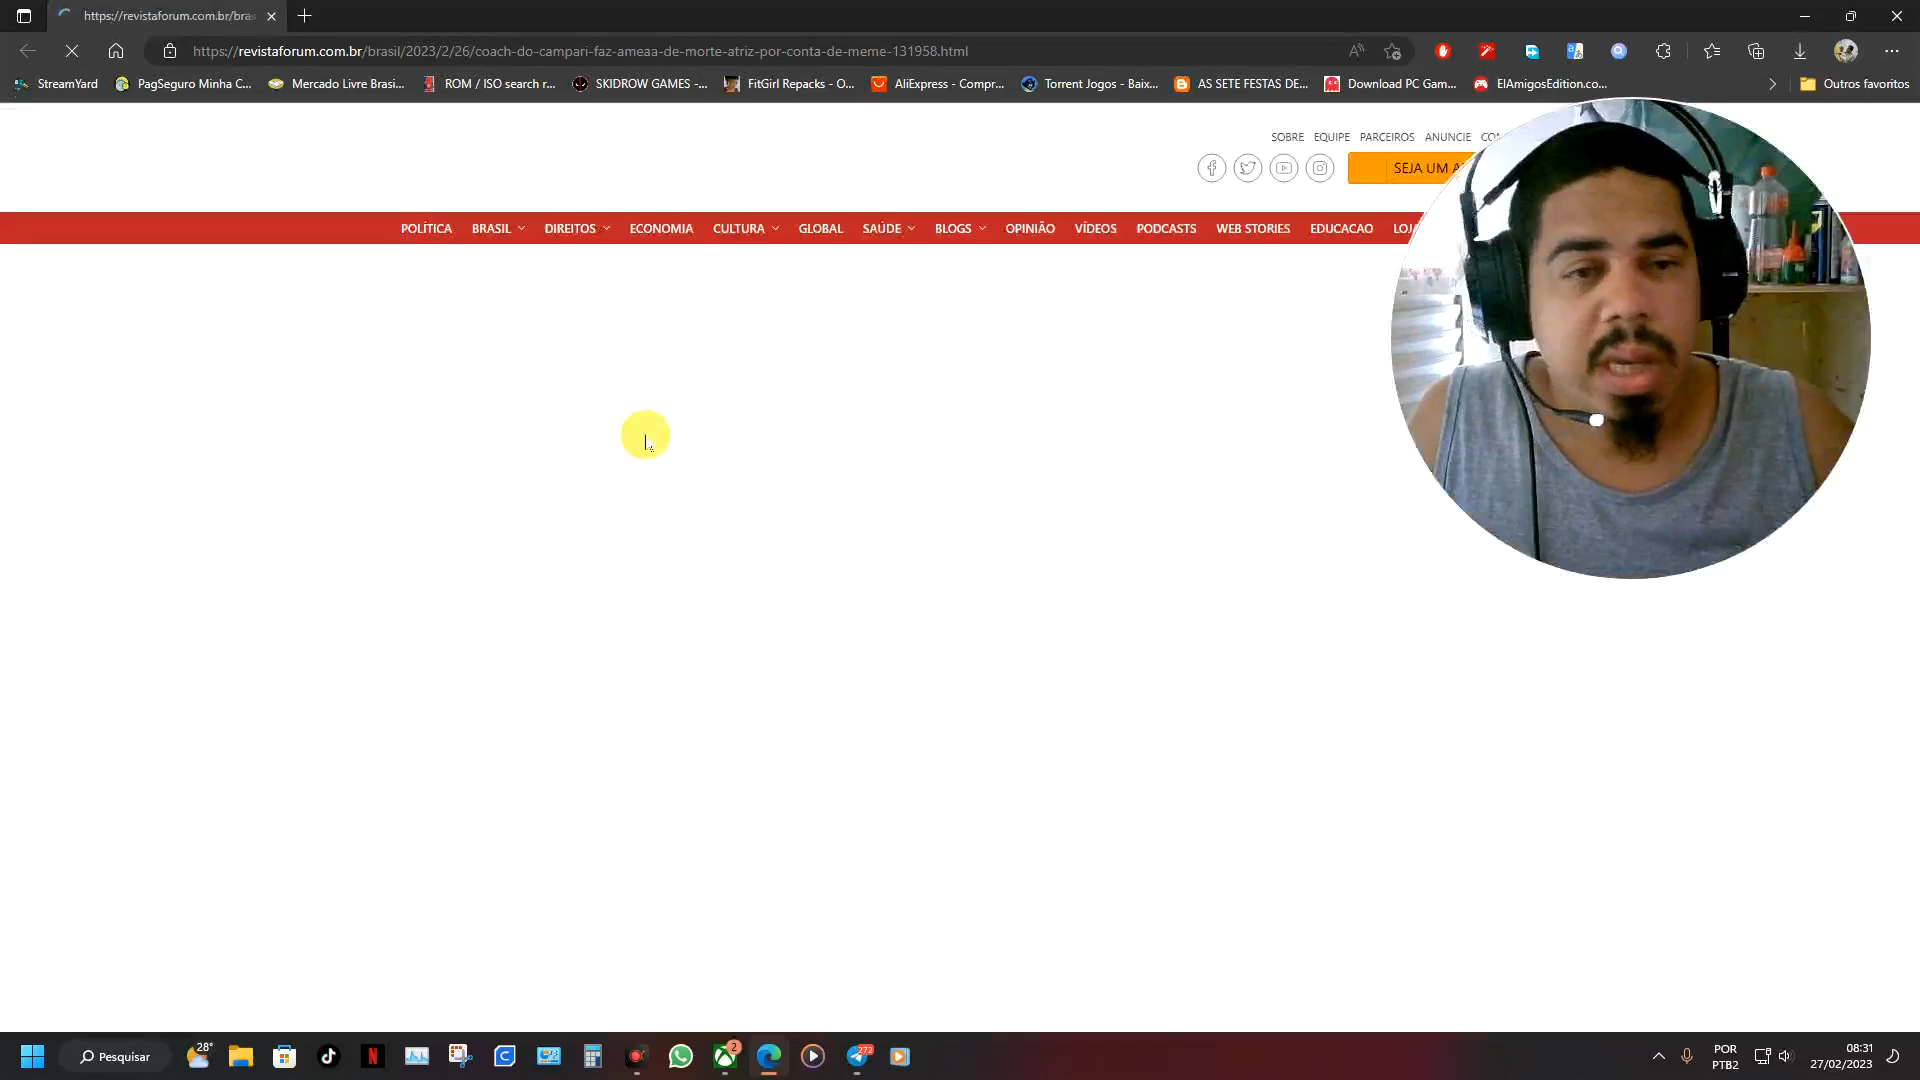 https://revistaforum.com.br/bras
https://revistaforum.com.br/brasil/2023/2/26/coach-do-campari-faz-ameaa-de-morte-atriz-por-conta-de-meme-131958.html
StreamYard PagSeguro Minha C... Mercado Livre Brasi... ROM / ISO search r... SKIDROW GAMES -... FitGirl Repacks - O... AliExpress - Compr... Torrent Jogos - Baix... AS SETE FESTAS DE... Download PC Gam... ElAmigosEdition.co... Outros favoritos
SOBRE EQUIPE PARCEIROS ANUNCIE CON
SEJA UM A
POLÍTICA BRASIL DIREITOS ECONOMIA CULTURA GLOBAL SAÚDE BLOGS OPINIÃO VÍDEOS PODCASTS WEB STORIES EDUCACAO LOJA
28° Pesquisar 2 272 POR PTB2 08:31 27/02/2023